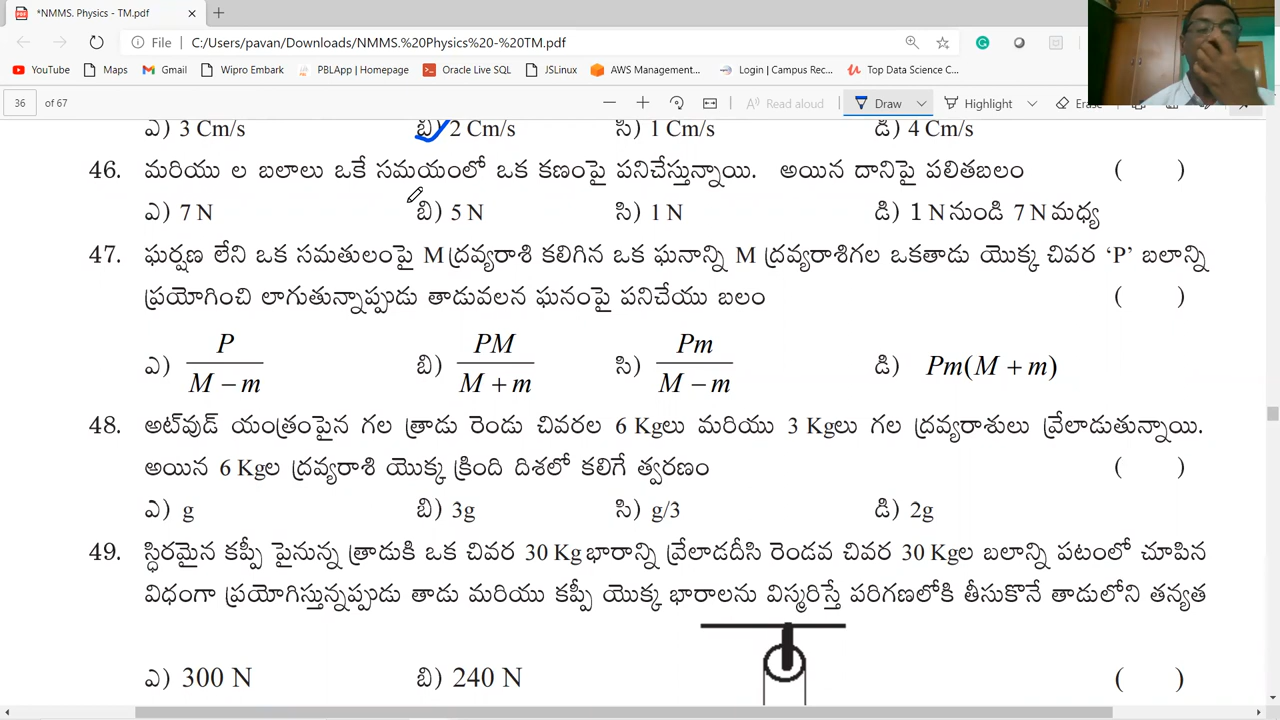 *NMMS. Physics - TM.pdf
File C:/Users/pavan/Downloads/NMMS.%20Physics%20-%20TM.pdf
YouTube Maps Gmail Wipro Embark PBLApp | Homepage Oracle Live SQL JSLinux AWS Management... Login | Campus Rec... Top Data Science C...
36 of 67 Read aloud Draw Highlight Erase
ఎ) 3 Cm/s బి) 2 Cm/s సి) 1 Cm/s డి) 4 Cm/s
46. మరియు ల బలాలు ఒకే సమయంలో ఒక కణంపై పనిచేస్తున్నాయి. అయిన దానిపై పలితబలం ( )
ఎ) 7 N బి) 5 N సి) 1 N డి) 1 N నుండి 7 N మధ్య
47. ఘర్షణ లేని ఒక సమతులంపై M ద్రవ్యరాశి కలిగిన ఒక ఘనాన్ని M ద్రవ్యరాశిగల ఒకతాడు యొక్క చివర ‘P’ బలాన్ని
ప్రయోగించి లాగుతున్నాప్పుడు తాడువలన ఘనంపై పనిచేయు బలం ( )
ఎ) P/(M – m) బి) PM/(M + m) సి) Pm/(M – m) డి) Pm(M + m)
48. అట్‌వుడ్ యంత్రంపైన గల త్రాడు రెండు చివరల 6 Kgలు మరియు 3 Kgలు గల ద్రవ్యరాశులు వ్రేలాడుతున్నాయి.
అయిన 6 Kgల ద్రవ్యరాశి యొక్క క్రింది దిశలో కలిగే త్వరణం ( )
ఎ) g బి) 3g సి) g/3 డి) 2g
49. స్థిరమైన కప్పీ పైనున్న త్రాడుకి ఒక చివర 30 Kg భారాన్ని వ్రేలాడదీసి రెండవ చివర 30 Kgల బలాన్ని పటంలో చూపిన
విధంగా ప్రయోగిస్తున్నప్పుడు తాడు మరియు కప్పీ యొక్క భారాలను విస్మరిస్తే పరిగణలోకి తీసుకొనే తాడులోని తన్యత
ఎ) 300 N బి) 240 N ( )